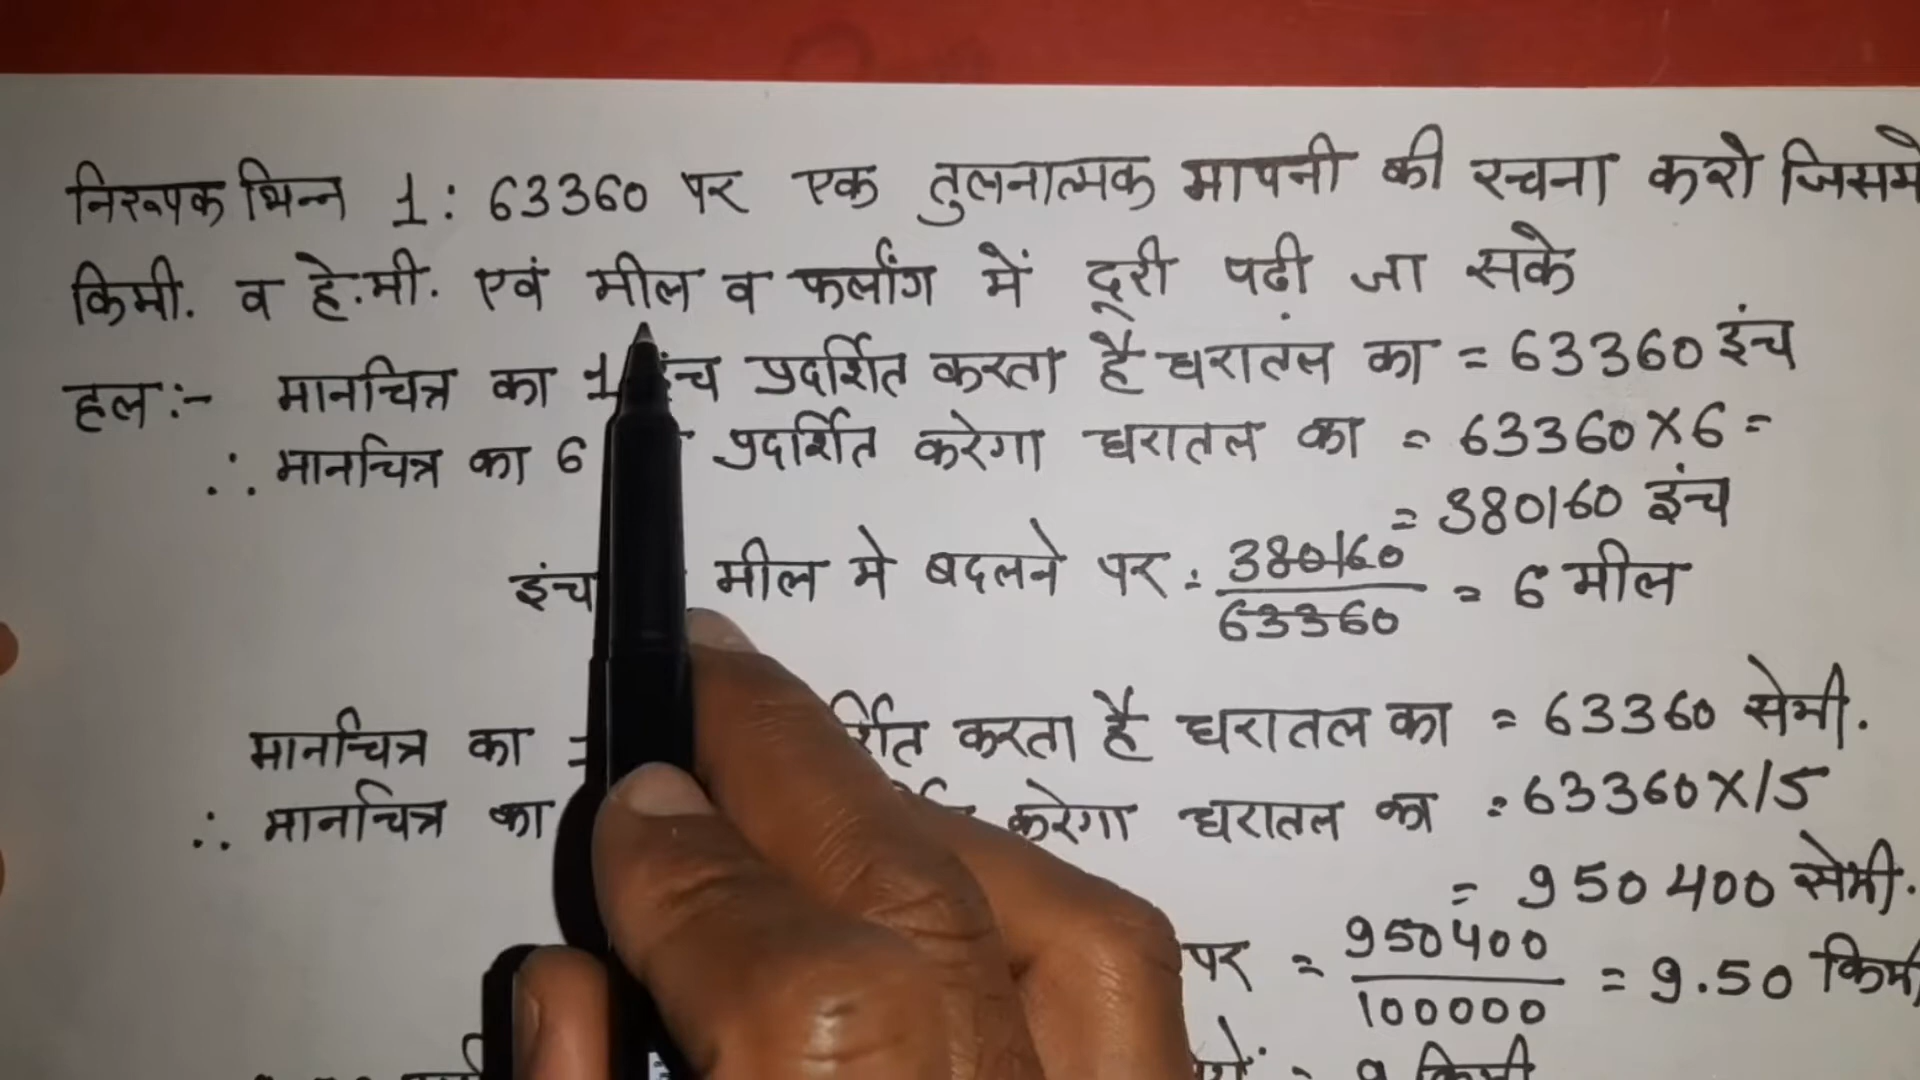 निरूपक भिन्न 1: 63360 पर एक तुलनात्मक मापनी की रचना करो जिसमे
किमी. व हे.मी. एवं मील व फर्लांग में दूरी पढ़ी जा सके
हल:- मानचित्र का 1 प्रदर्शित करता है धरातल का = 63360 इंच
∴ मानचित्र का 6 प्रदर्शित करेगा धरातल का = 63360×6 =
= 380160 इंच
इंच मील मे बदलने पर = 380160/63360 = 6 मील
मानचित्र का करता है धरातल का = 63360 सेमी.
∴ मानचित्र का करेगा धरातल का = 63360×15
= 950400 सेमी.
पर = 950400/100000 = 9.50 किमी